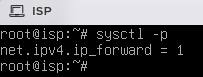 ISP
root@isp:~# sysctl -p
net.ipv4.ip_forward = 1
root@isp:~#